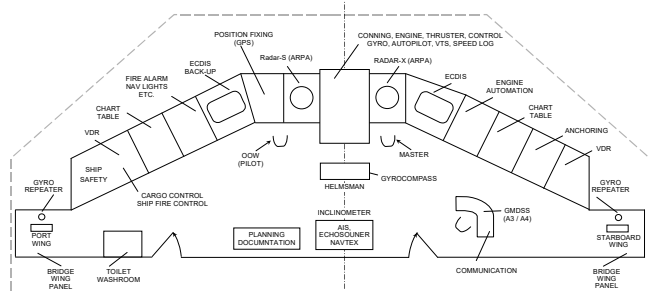 POSITION FIXING
(GPS)
CONNING, ENGINE, THRUSTER, CONTROL
GYRO, AUTOPILOT, VTS, SPEED LOG
Radar-S (ARPA)
RADAR-X (ARPA)
ECDIS
BACK-UP
FIRE ALARM
NAV LIGHTS
ETC.
ECDIS
ENGINE
AUTOMATION
CHART
TABLE
CHART
TABLE
VDR
ANCHORING
VDR
OOW
(PILOT)
MASTER
SHIP
SAFETY
CARGO CONTROL
SHIP FIRE CONTROL
GYROCOMPASS
HELMSMAN
GYRO
REPEATER
GYRO
REPEATER
INCLINOMETER
GMDSS
(A3 / A4)
PORT
WING
PLANNING
DOCUMNTATION
AIS,
ECHOSOUNER
NAVTEX
STARBOARD
WING
BRIDGE
WING
PANEL
TOILET
WASHROOM
COMMUNICATION
BRIDGE
WING
PANEL